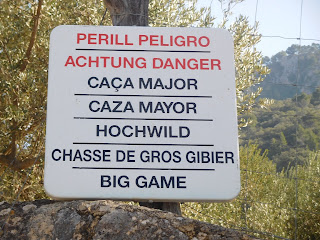 PERILL PELIGRO
ACHTUNG DANGER
CAÇA MAJOR
CAZA MAYOR
HOCHWILD
CHASSE DE GROS GIBIER
BIG GAME